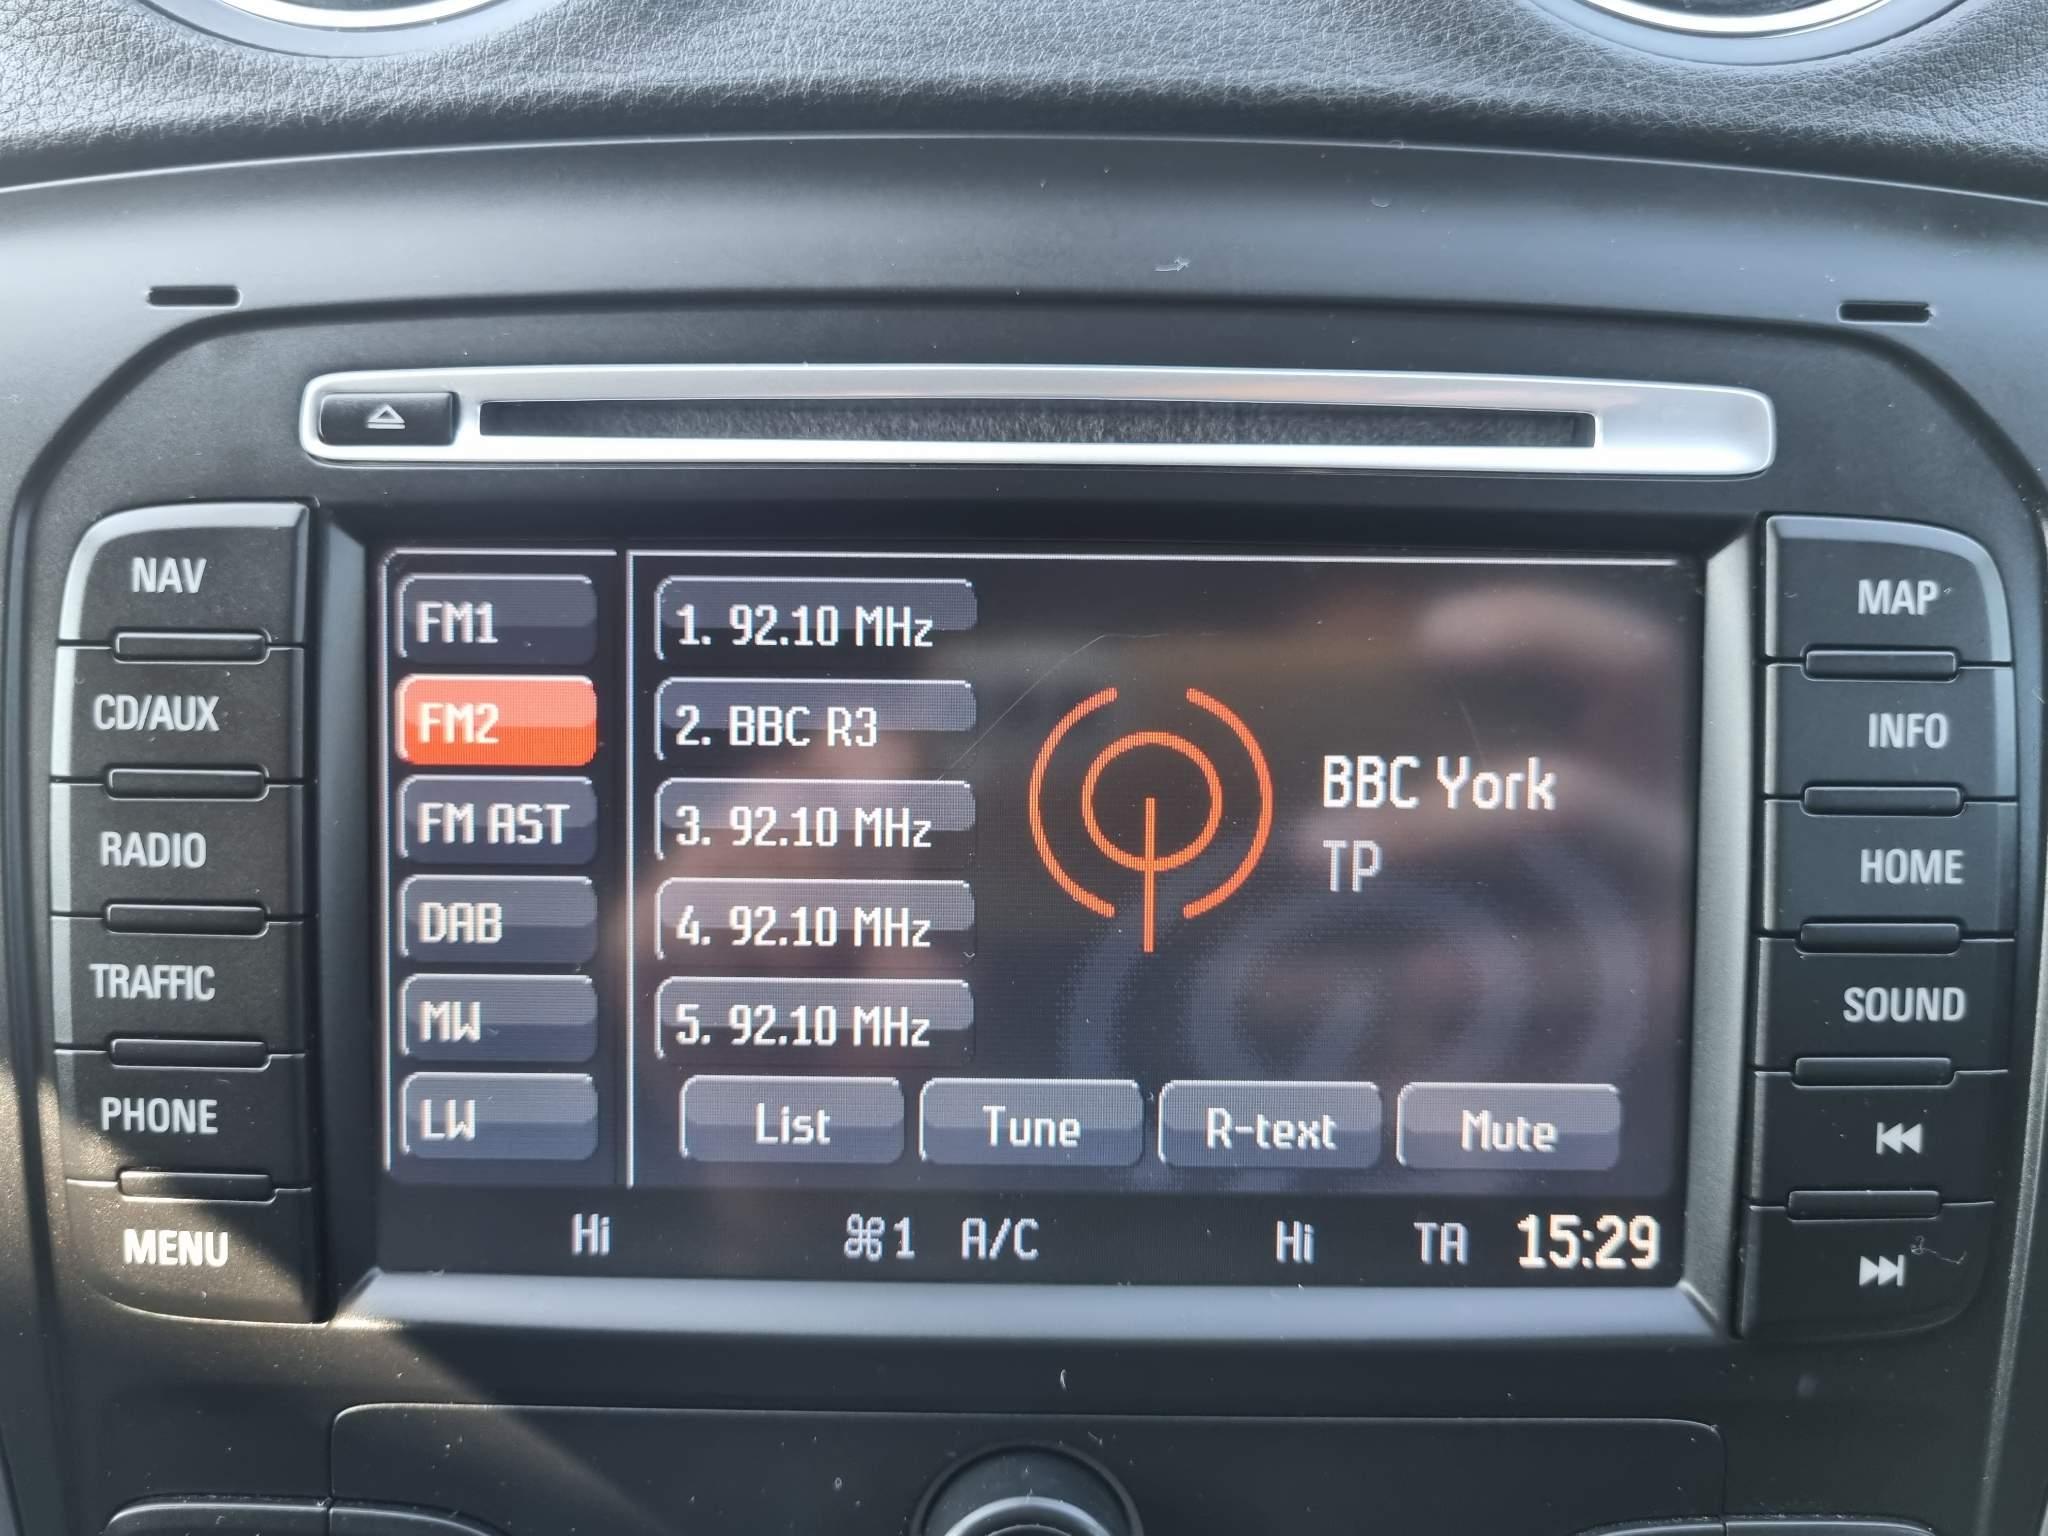 NAV
CD/AUX
RADIO
TRAFFIC
PHONE
MENU
FM1
FM2
FM AST
DAB
MW
LW
1. 92.10 MHz
2. BBC R3
3. 92.10 MHz
4. 92.10 MHz
5. 92.10 MHz
BBC York
TP
List Tune R-text Mute
Hi 1 A/C Hi TA 15:29
MAP
INFO
HOME
SOUND